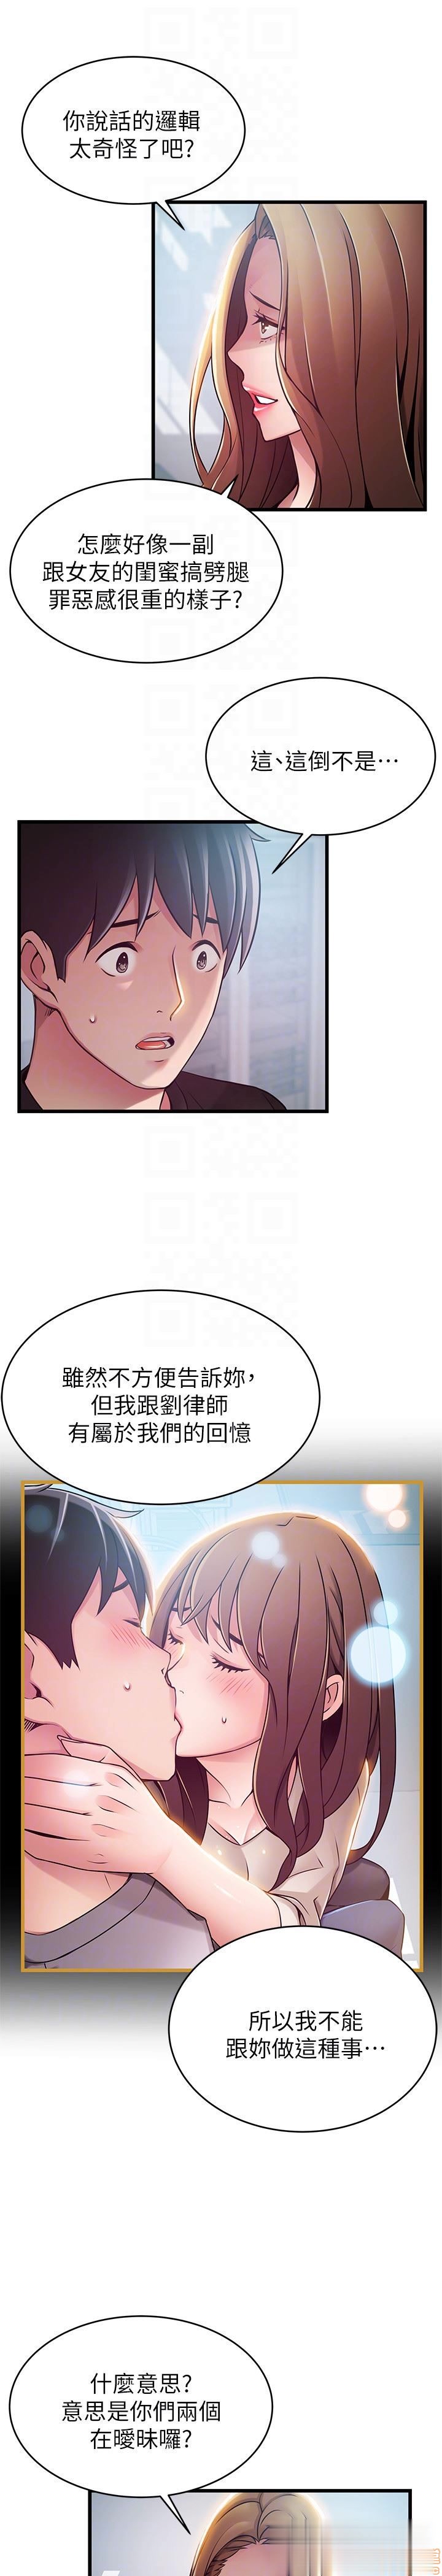 你說話的邏輯
太奇怪了吧?
怎麼好像一副
跟女友的閨蜜搞劈腿
罪惡感很重的樣子?
這、這倒不是⋯
雖然不方便告訴妳,
但我跟劉律師
有屬於我們的回憶
所以我不能
跟妳做這種事⋯
什麼意思?
意思是你們兩個
在曖昧囉?